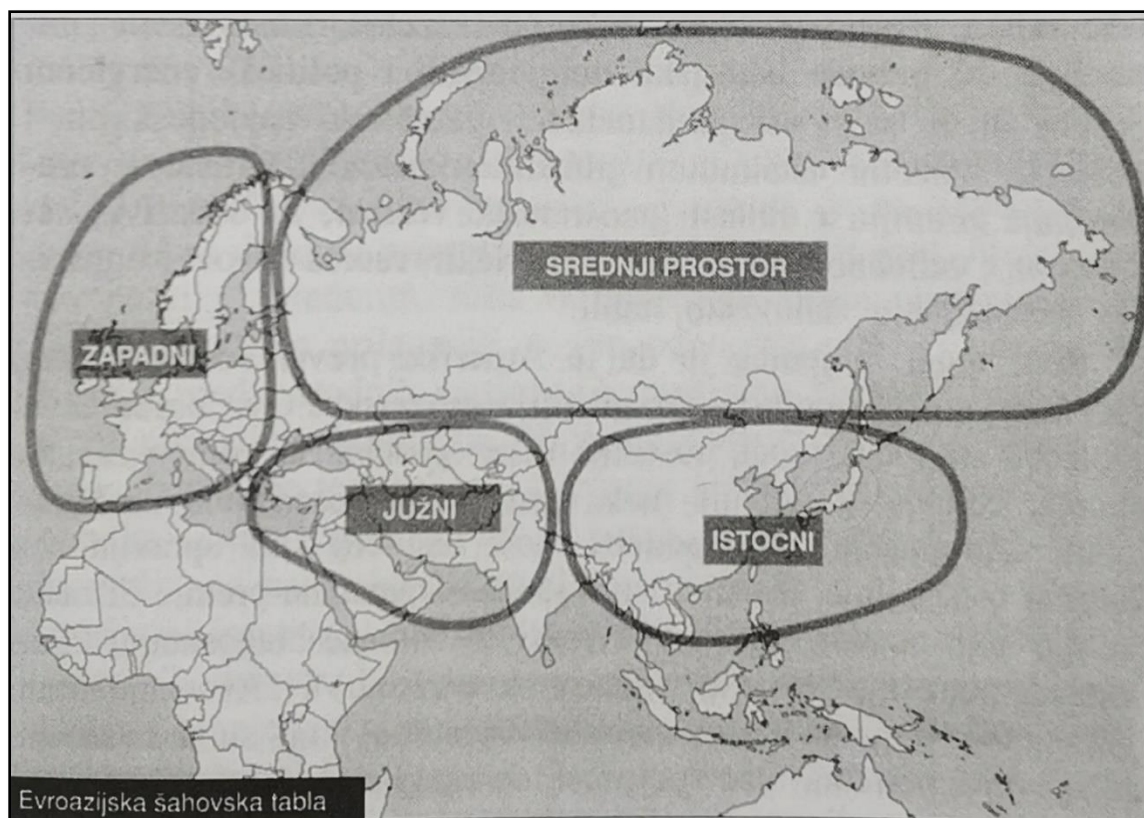 SREDNJI PROSTOR
ZAPADNI
JUŽNI
ISTOČNI
Evroazijska šahovska tabla